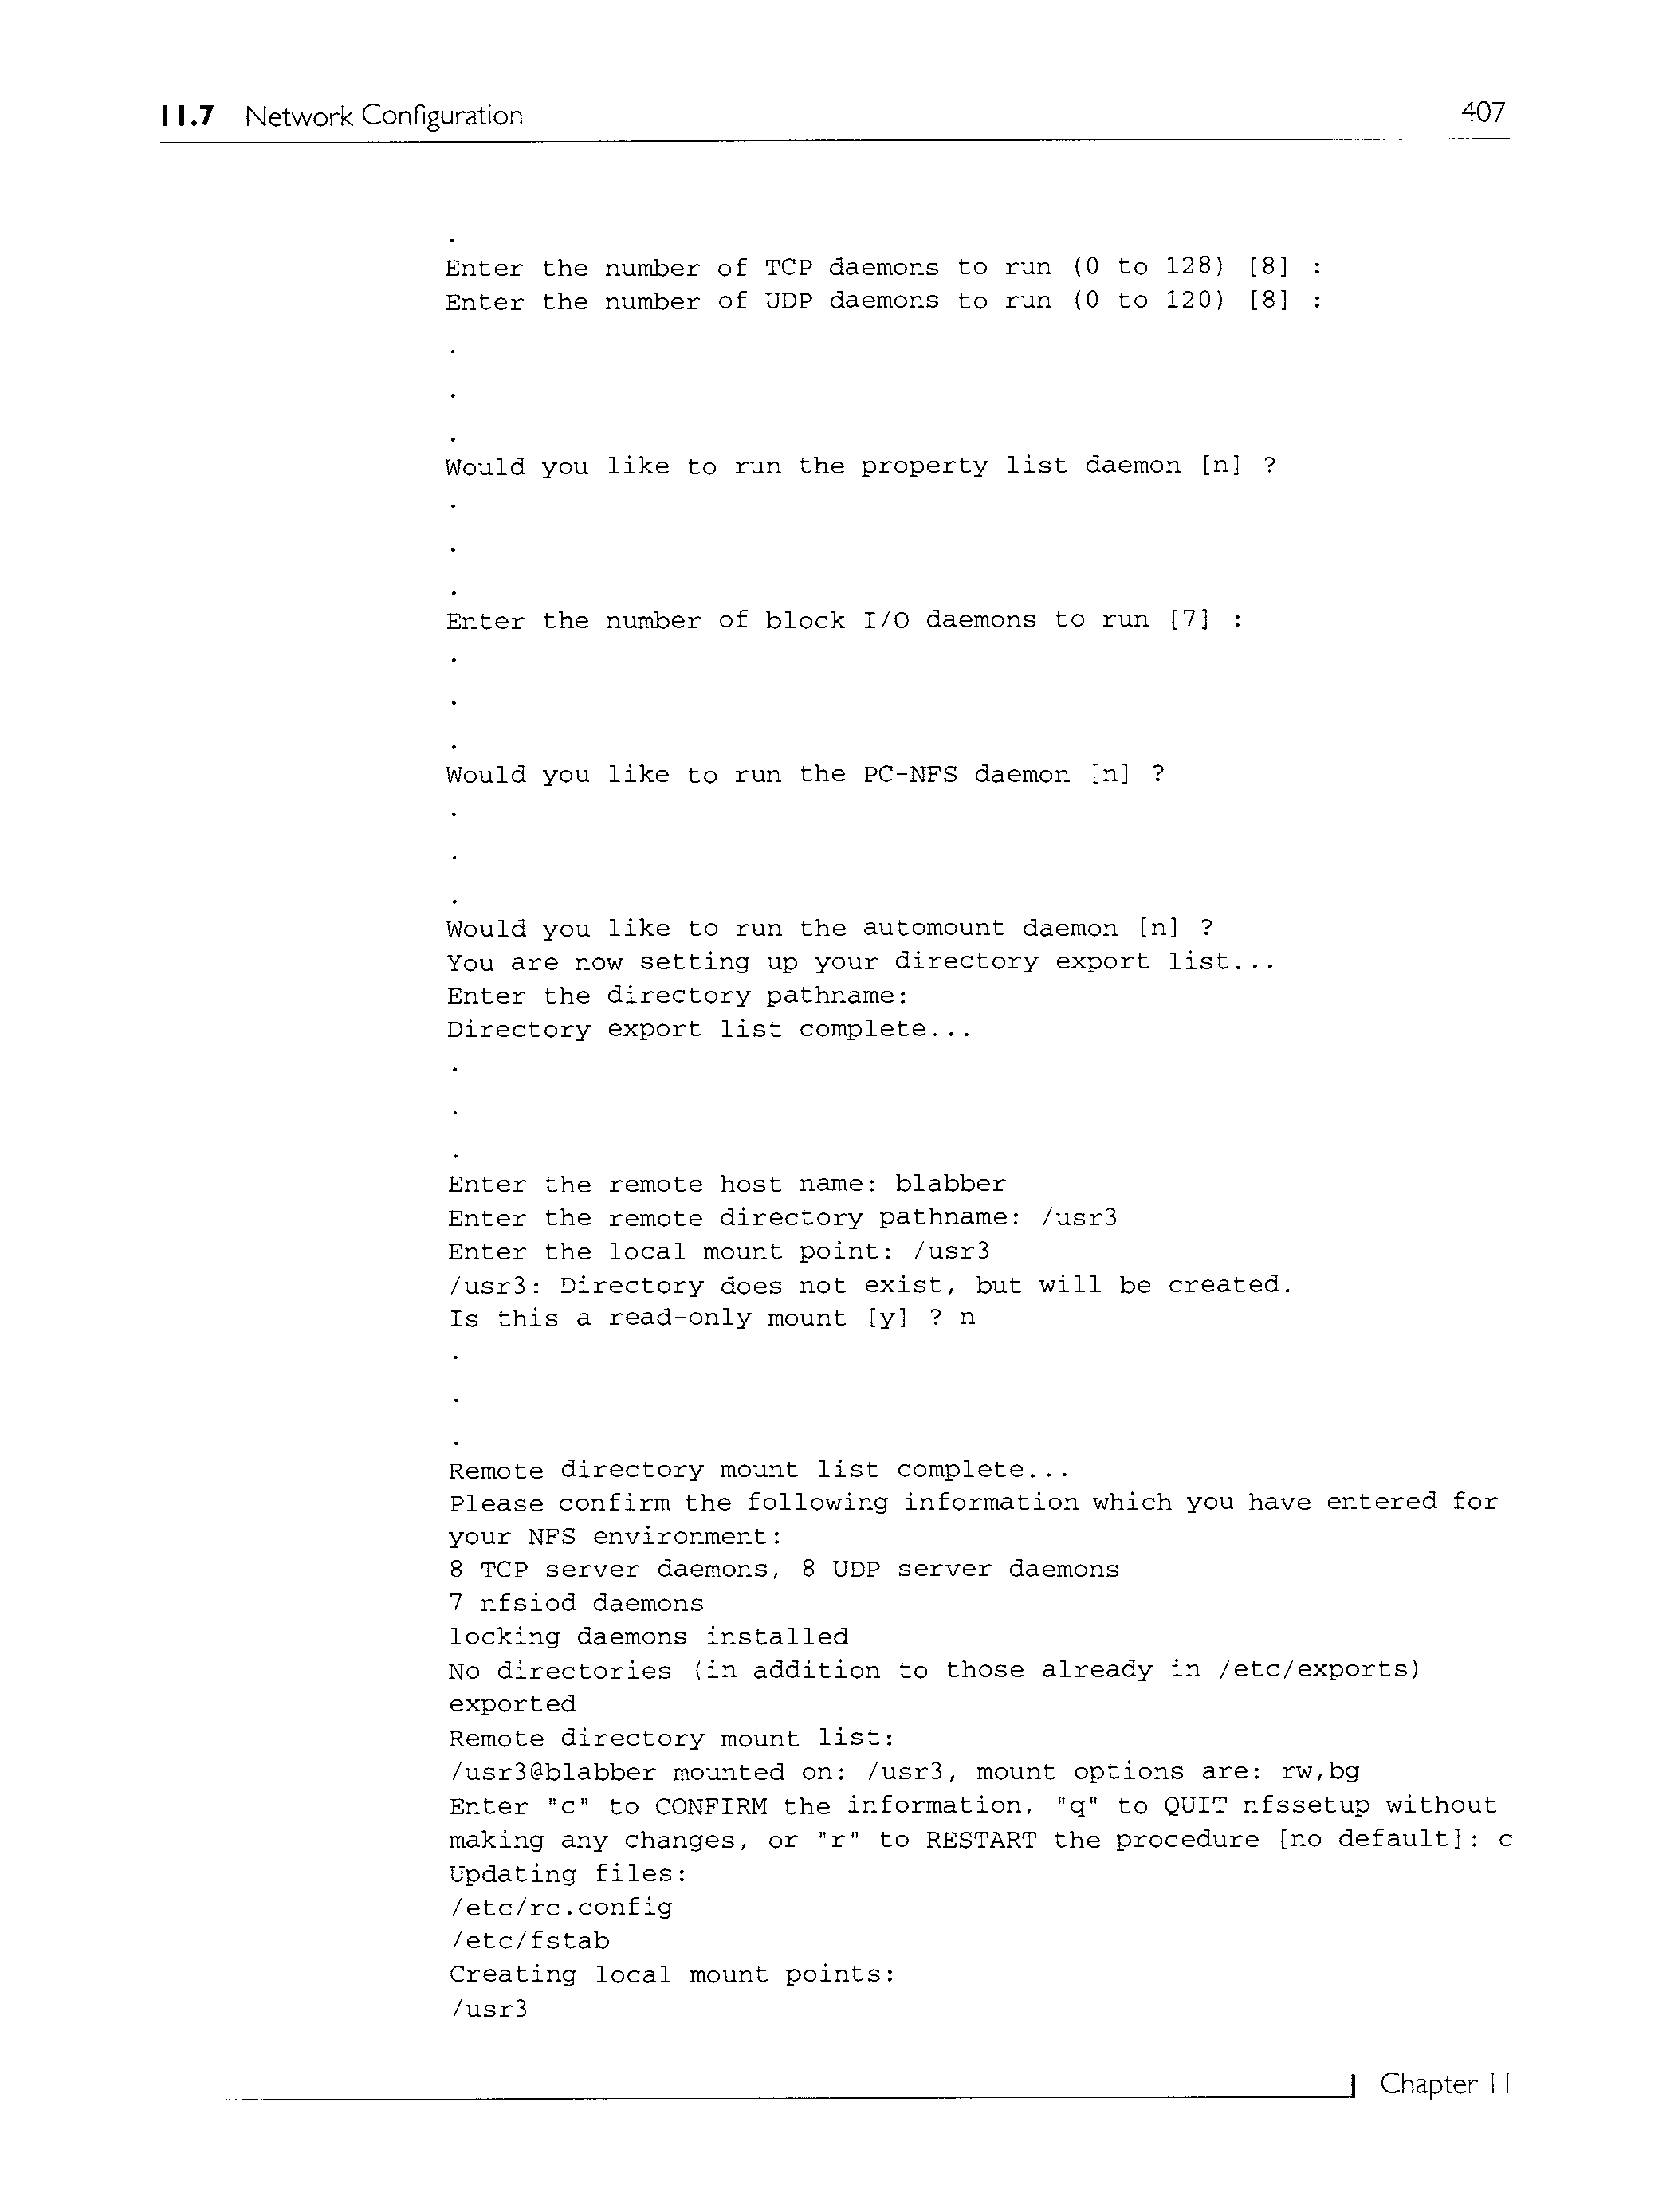 11.7 Network Configuration 407
.
Enter the number of TCP daemons to run (0 to 128) [8] :
Enter the number of UDP daemons to run (0 to 120) [8] :
.
.
.
Would you like to run the property list daemon [n] ?
.
.
.
Enter the number of block I/O daemons to run [7] :
.
.
.
Would you like to run the PC-NFS daemon [n] ?
.
.
.
Would you like to run the automount daemon [n] ?
You are now setting up your directory export list...
Enter the directory pathname:
Directory export list complete...
.
.
.
Enter the remote host name: blabber
Enter the remote directory pathname: /usr3
Enter the local mount point: /usr3
/usr3: Directory does not exist, but will be created.
Is this a read-only mount [y] ? n
.
.
.
Remote directory mount list complete...
Please confirm the following information which you have entered for
your NFS environment:
8 TCP server daemons, 8 UDP server daemons
7 nfsiod daemons
locking daemons installed
No directories (in addition to those already in /etc/exports)
exported
Remote directory mount list:
/usr3@blabber mounted on: /usr3, mount options are: rw,bg
Enter "c" to CONFIRM the information, "q" to QUIT nfssetup without
making any changes, or "r" to RESTART the procedure [no default]: c
Updating files:
/etc/rc.config
/etc/fstab
Creating local mount points:
/usr3
Chapter 11